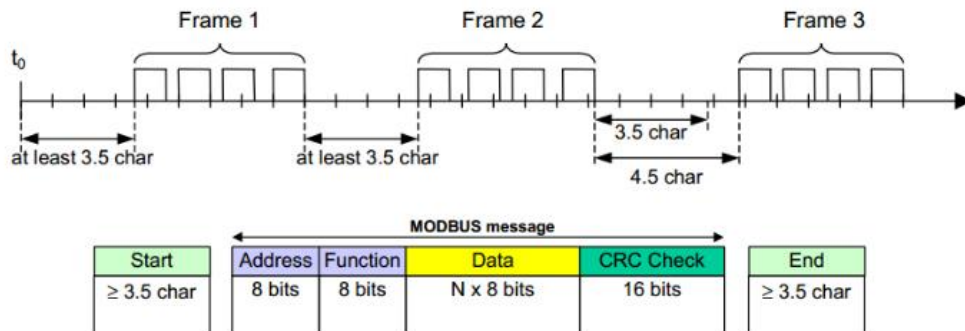 Frame 1 Frame 2 Frame 3
t0
at least 3.5 char at least 3.5 char 3.5 char
4.5 char
MODBUS message
Start Address Function Data CRC Check End
≥ 3.5 char 8 bits 8 bits N x 8 bits 16 bits ≥ 3.5 char